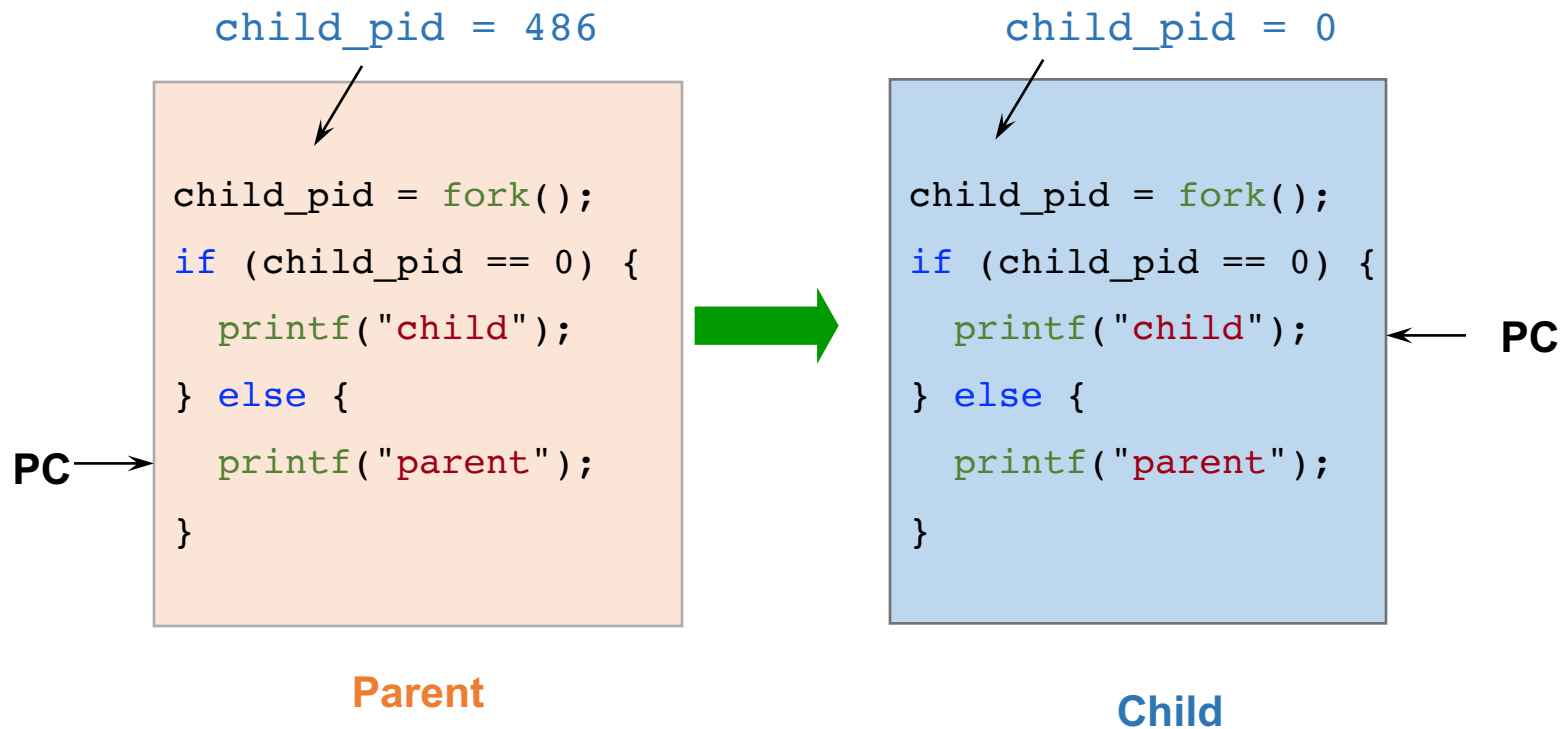 child_pid = 486
child_pid = fork();
if (child_pid == 0) {
  printf("child");
} else {
  printf("parent");
}
PC
Parent
child_pid = 0
child_pid = fork();
if (child_pid == 0) {
  printf("child");
} else {
  printf("parent");
}
PC
Child